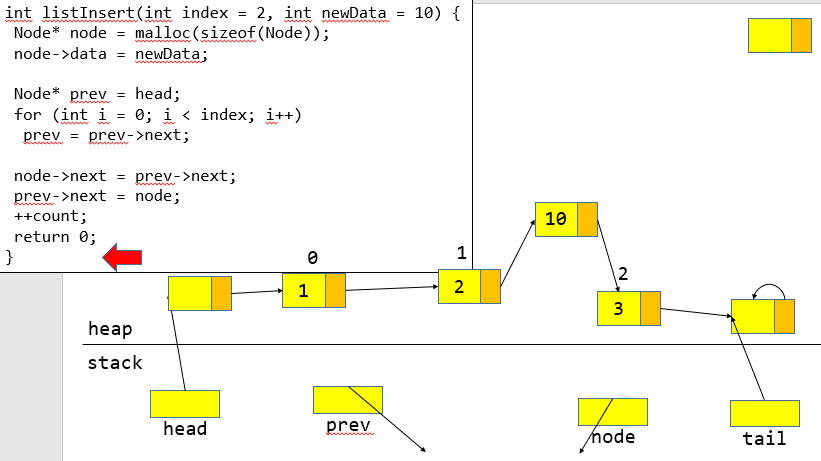 int listInsert(int index = 2, int newData = 10) {
Node* node = malloc(sizeof(Node));
node->data = newData;
Node* prev = head;
for (int i = 0; i < index; i++)
prev = prev->next;
node->next = prev->next;
prev->next = node;
++count;
return 0;
}
10
0
1
2
1
2
3
heap
stack
head
prev
node
tail